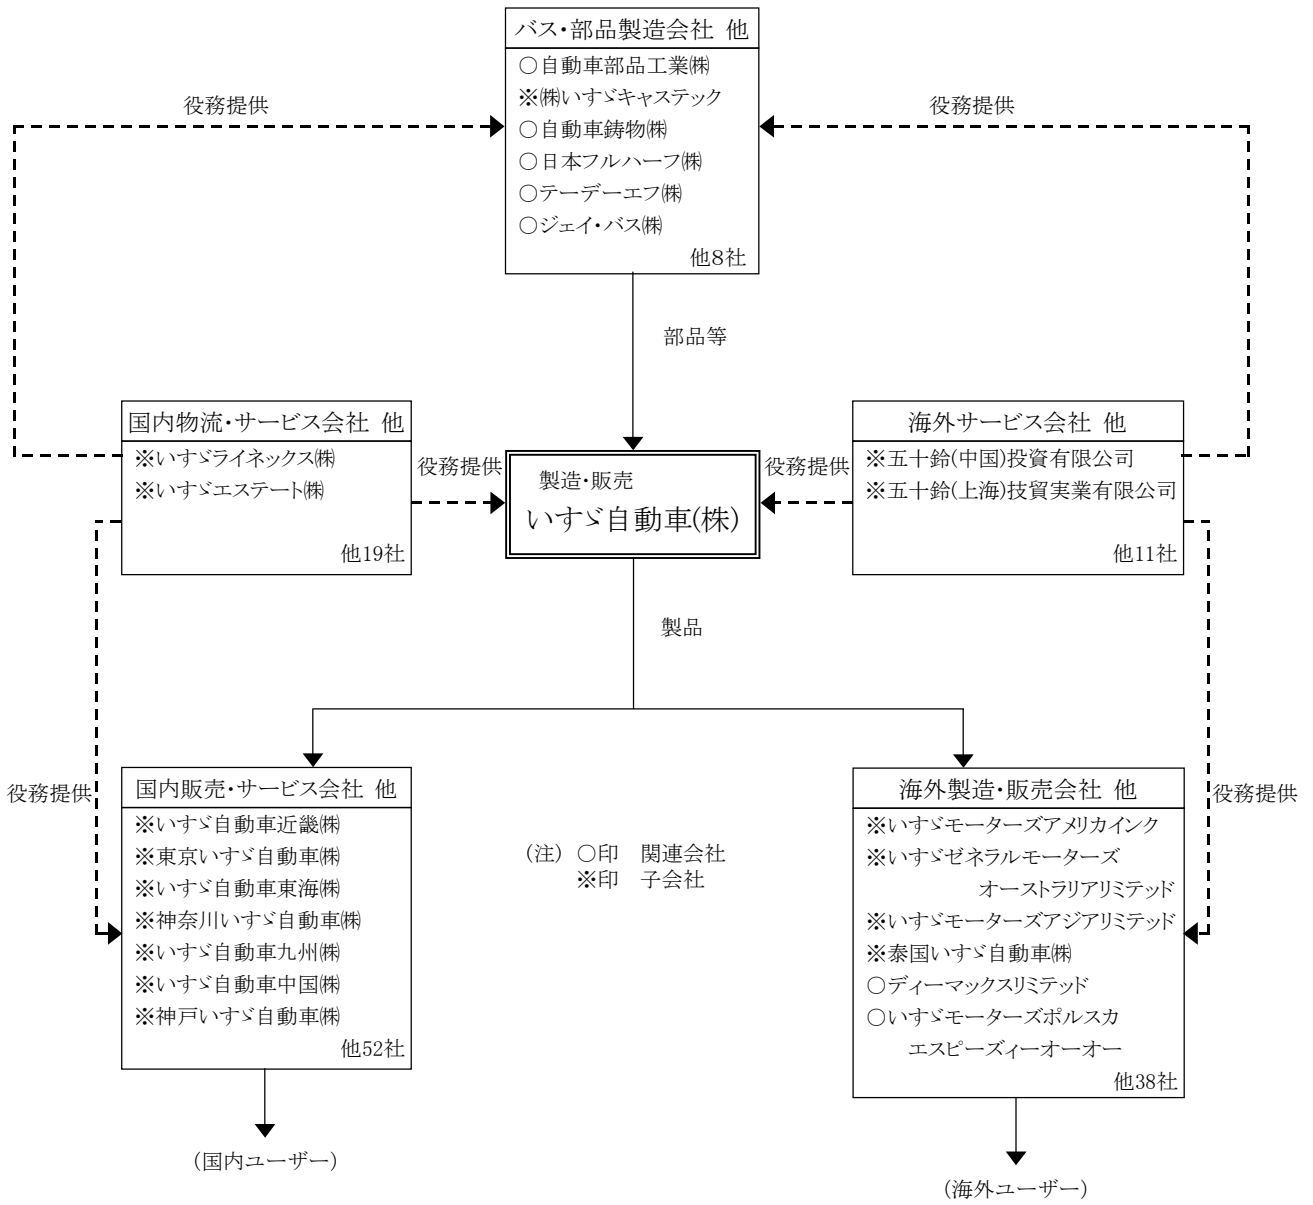 バス・部品製造会社 他
○自動車部品工業㈱
※㈱いすゞキャステック
○自動車鋳物㈱
○日本フルハーフ㈱
○テーデーエフ㈱
○ジェイ・バス㈱
他8社
役務提供
役務提供
部品等
国内物流・サービス会社 他
※いすゞライネックス㈱
※いすゞエステート㈱
他19社
役務提供
製造・販売
いすゞ自動車(株)
役務提供
海外サービス会社 他
※五十鈴(中国)投資有限公司
※五十鈴(上海)技貿実業有限公司
他11社
製品
役務提供
国内販売・サービス会社 他
※いすゞ自動車近畿㈱
※東京いすゞ自動車㈱
※いすゞ自動車東海㈱
※神奈川いすゞ自動車㈱
※いすゞ自動車九州㈱
※いすゞ自動車中国㈱
※神戸いすゞ自動車㈱
他52社
(国内ユーザー)
(注) ○印 関連会社
※印 子会社
海外製造・販売会社 他
※いすゞモーターズアメリカインク
※いすゞゼネラルモーターズ
オーストラリアリミテッド
※いすゞモーターズアジアリミテッド
※泰国いすゞ自動車㈱
○ディーマックスリミテッド
○いすゞモーターズポルスカ
エスピーズィーオーオー
他38社
役務提供
(海外ユーザー)